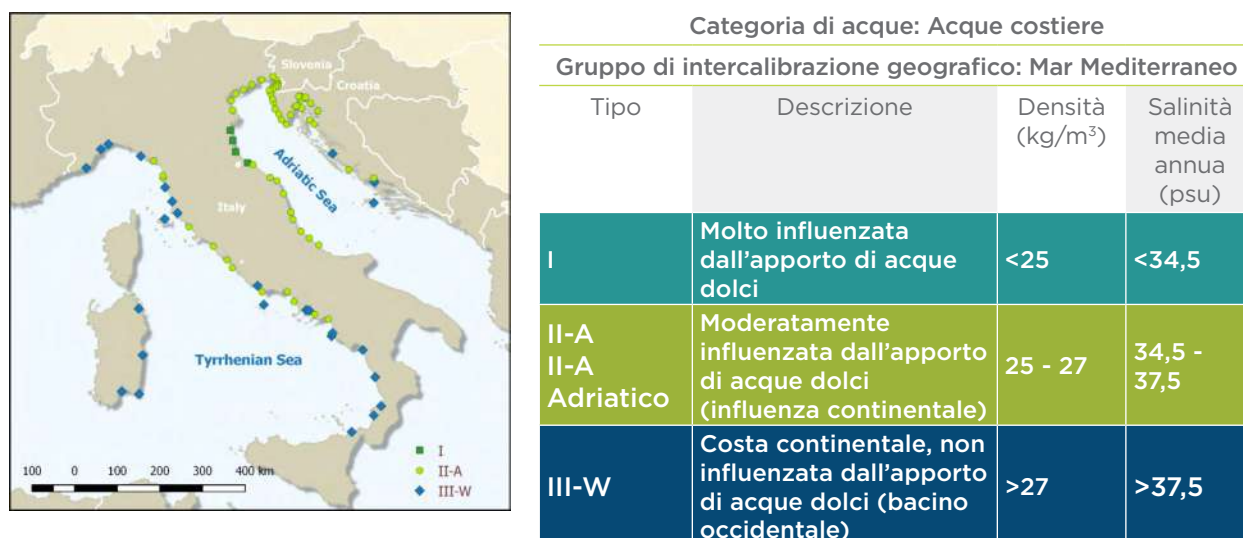 Slovenia
Croatia
Adriatic Sea
Italy
Tyrrhenian Sea
100 0 100 200 300 400 km
I
II-A
III-W
Categoria di acque: Acque costiere
Gruppo di intercalibrazione geografico: Mar Mediterraneo
Tipo
Descrizione
Densità
(kg/m³)
Salinità
media
annua
(psu)
I
Molto influenzata
dall'apporto di acque
dolci
<25
<34,5
II-A
II-A
Adriatico
Moderatamente
influenzata dall'apporto
di acque dolci
(influenza continentale)
25 - 27
34,5 -
37,5
III-W
Costa continentale, non
influenzata dall'apporto
di acque dolci (bacino
occidentale)
>27
>37,5